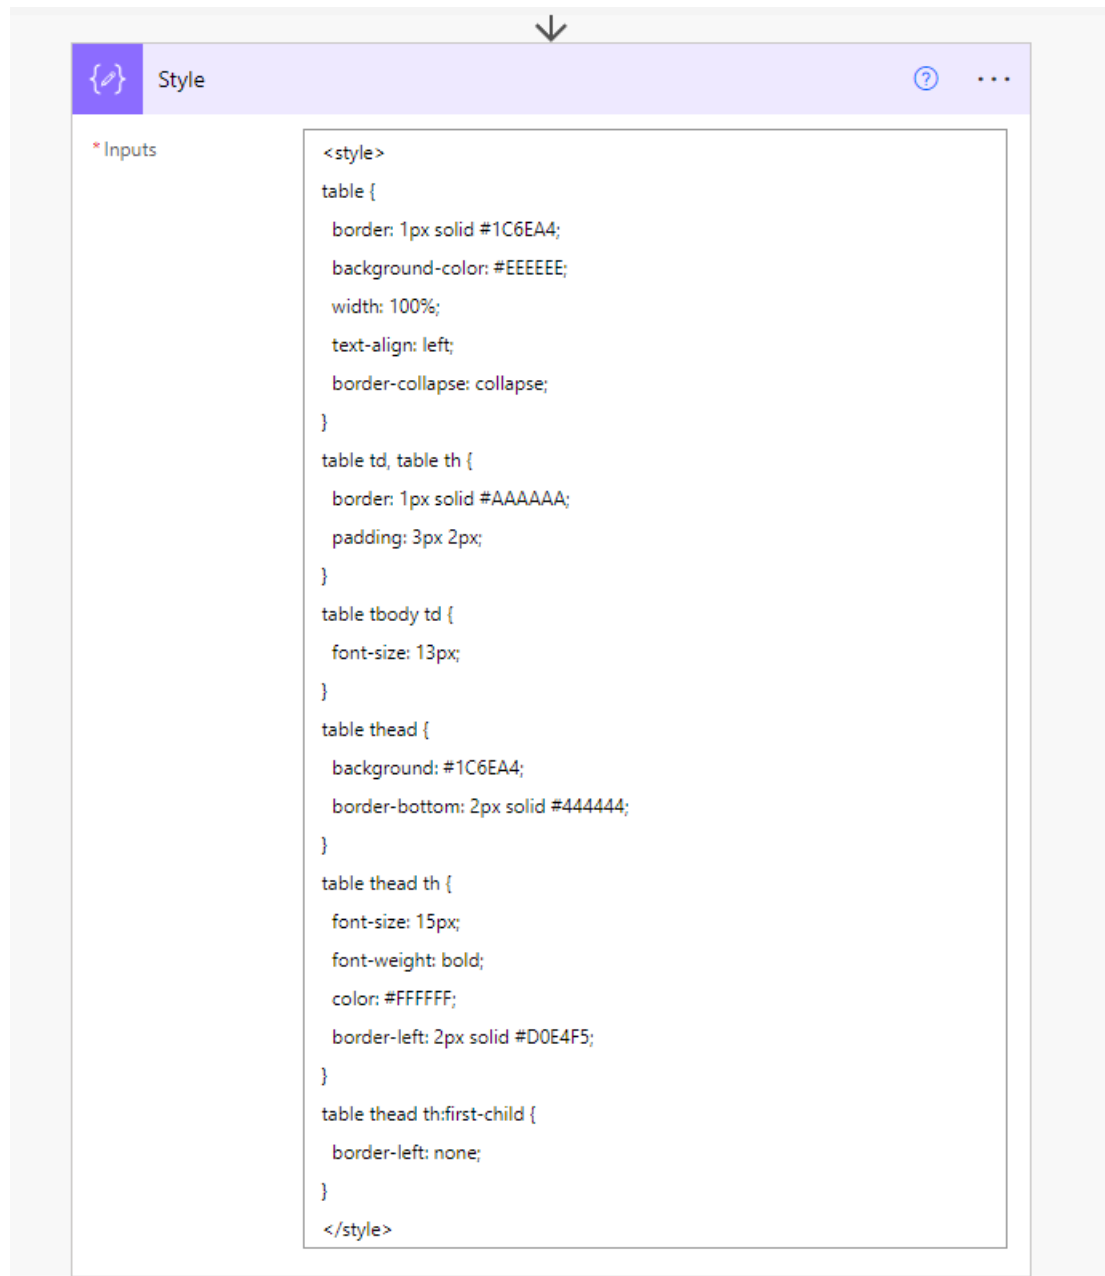 Style
* Inputs
<style>
table {
  border: 1px solid #1C6EA4;
  background-color: #EEEEEE;
  width: 100%;
  text-align: left;
  border-collapse: collapse;
}
table td, table th {
  border: 1px solid #AAAAAA;
  padding: 3px 2px;
}
table tbody td {
  font-size: 13px;
}
table thead {
  background: #1C6EA4;
  border-bottom: 2px solid #444444;
}
table thead th {
  font-size: 15px;
  font-weight: bold;
  color: #FFFFFF;
  border-left: 2px solid #D0E4F5;
}
table thead th:first-child {
  border-left: none;
}
</style>